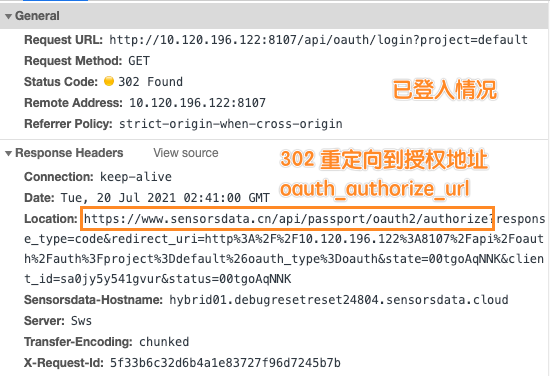 General
Request URL: http://10.120.196.122:8107/api/oauth/login?project=default
Request Method: GET
Status Code: 302 Found
Remote Address: 10.120.196.122:8107
已登入情况
Referrer Policy: strict-origin-when-cross-origin
Response Headers View source
302 重定向到授权地址
Connection: keep-alive
oauth_authorize_url
Date: Tue, 20 Jul 2021 02:41:00 GMT
Location: https://www.sensorsdata.cn/api/passport/oauth2/authorize?respons
e_type=code&redirect_uri=http%3A%2F%2F10.120.196.122%3A8107%2Fapi%2Foauth
h%2Fauth%3Fproject%3Ddefault%26oauth_type%3Doauth&state=00tgoAqNNK&clien
t_id=sa0jy5y541gvur&status=00tgoAqNNK
Sensorsdata-Hostname: hybrid01.debugresetreset24804.sensorsdata.cloud
Server: Sws
Transfer-Encoding: chunked
X-Request-Id: 5f33b6c32d6b4a1e83727f96d7245b7b